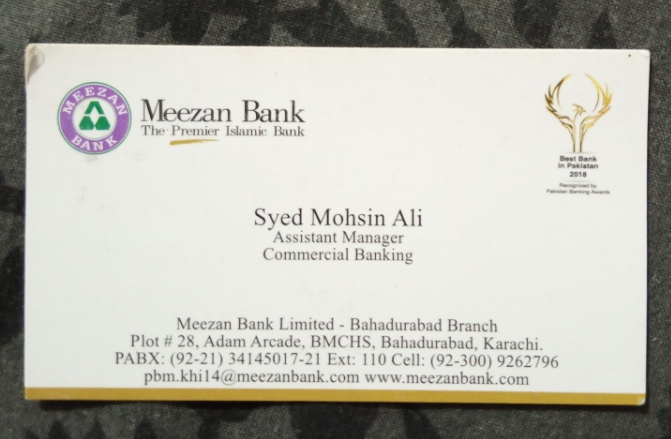 MEEZAN BANK
Meezan Bank
The Premier Islamic Bank
Best Bank
in Pakistan
2018
Recognized by
Pakistan Banking Awards
Syed Mohsin Ali
Assistant Manager
Commercial Banking
Meezan Bank Limited - Bahadurabad Branch
Plot # 28, Adam Arcade, BMCHS, Bahadurabad, Karachi.
PABX: (92-21) 34145017-21 Ext: 110 Cell: (92-300) 9262796
pbm.khi14@meezanbank.com www.meezanbank.com